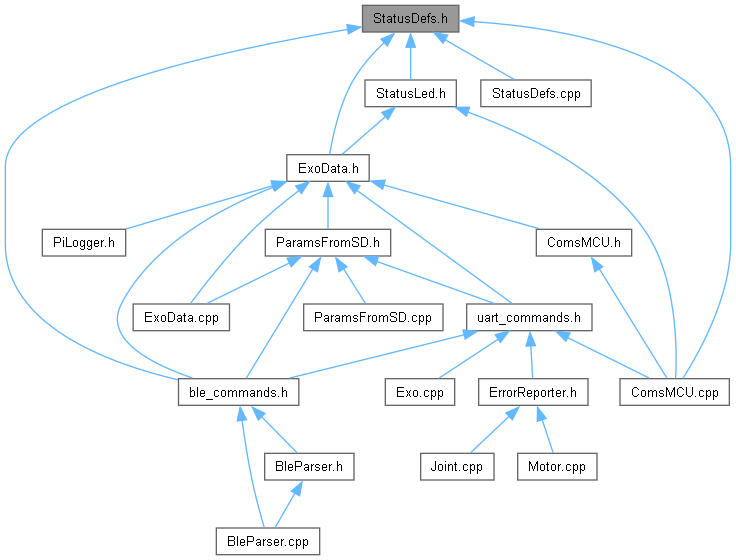 StatusDefs.h
StatusLed.h
StatusDefs.cpp
ExoData.h
PiLogger.h
ParamsFromSD.h
ComsMCU.h
ExoData.cpp
ParamsFromSD.cpp
uart_commands.h
ble_commands.h
Exo.cpp
ErrorReporter.h
ComsMCU.cpp
BleParser.h
Joint.cpp
Motor.cpp
BleParser.cpp